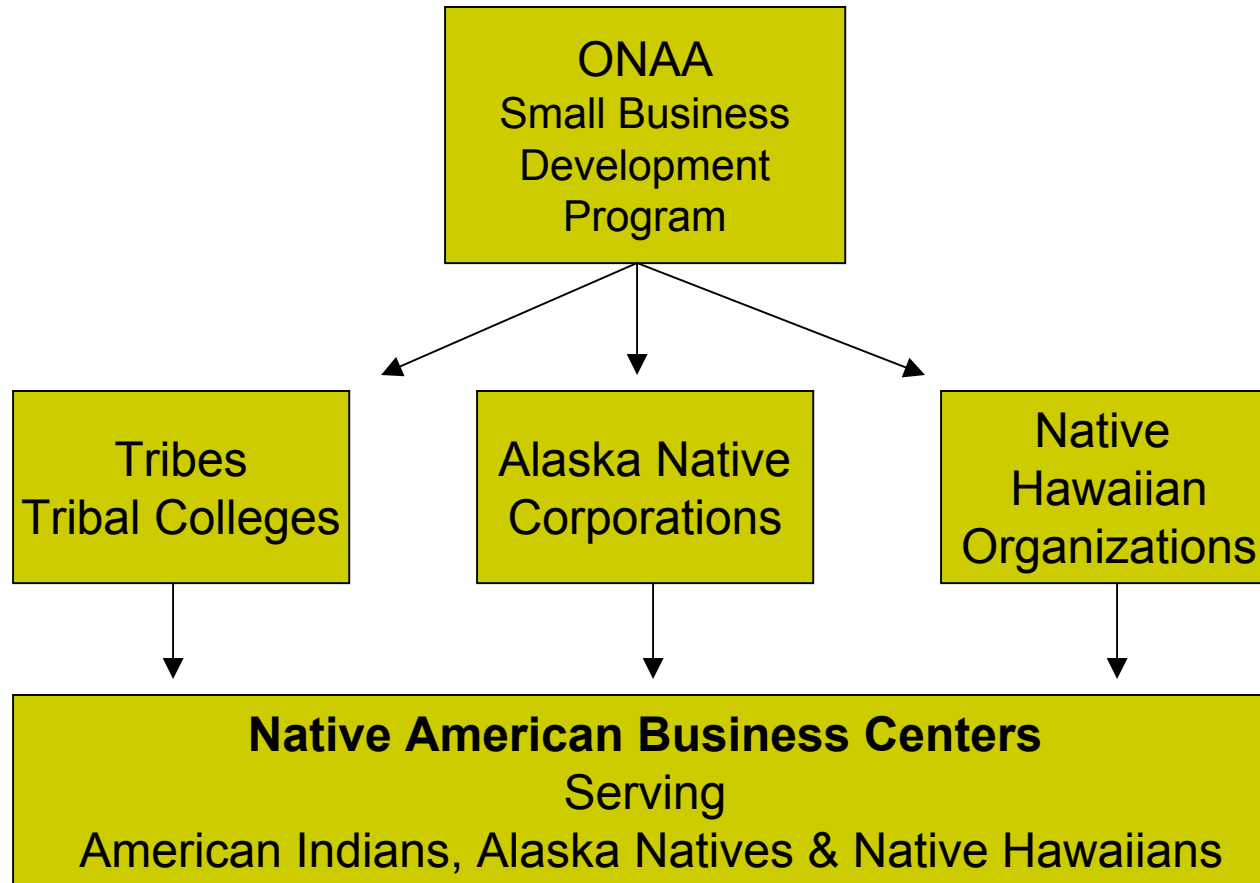 ONAA
Small Business
Development
Program
Tribes
Tribal Colleges
Alaska Native
Corporations
Native
Hawaiian
Organizations
Native American Business Centers
Serving
American Indians, Alaska Natives & Native Hawaiians